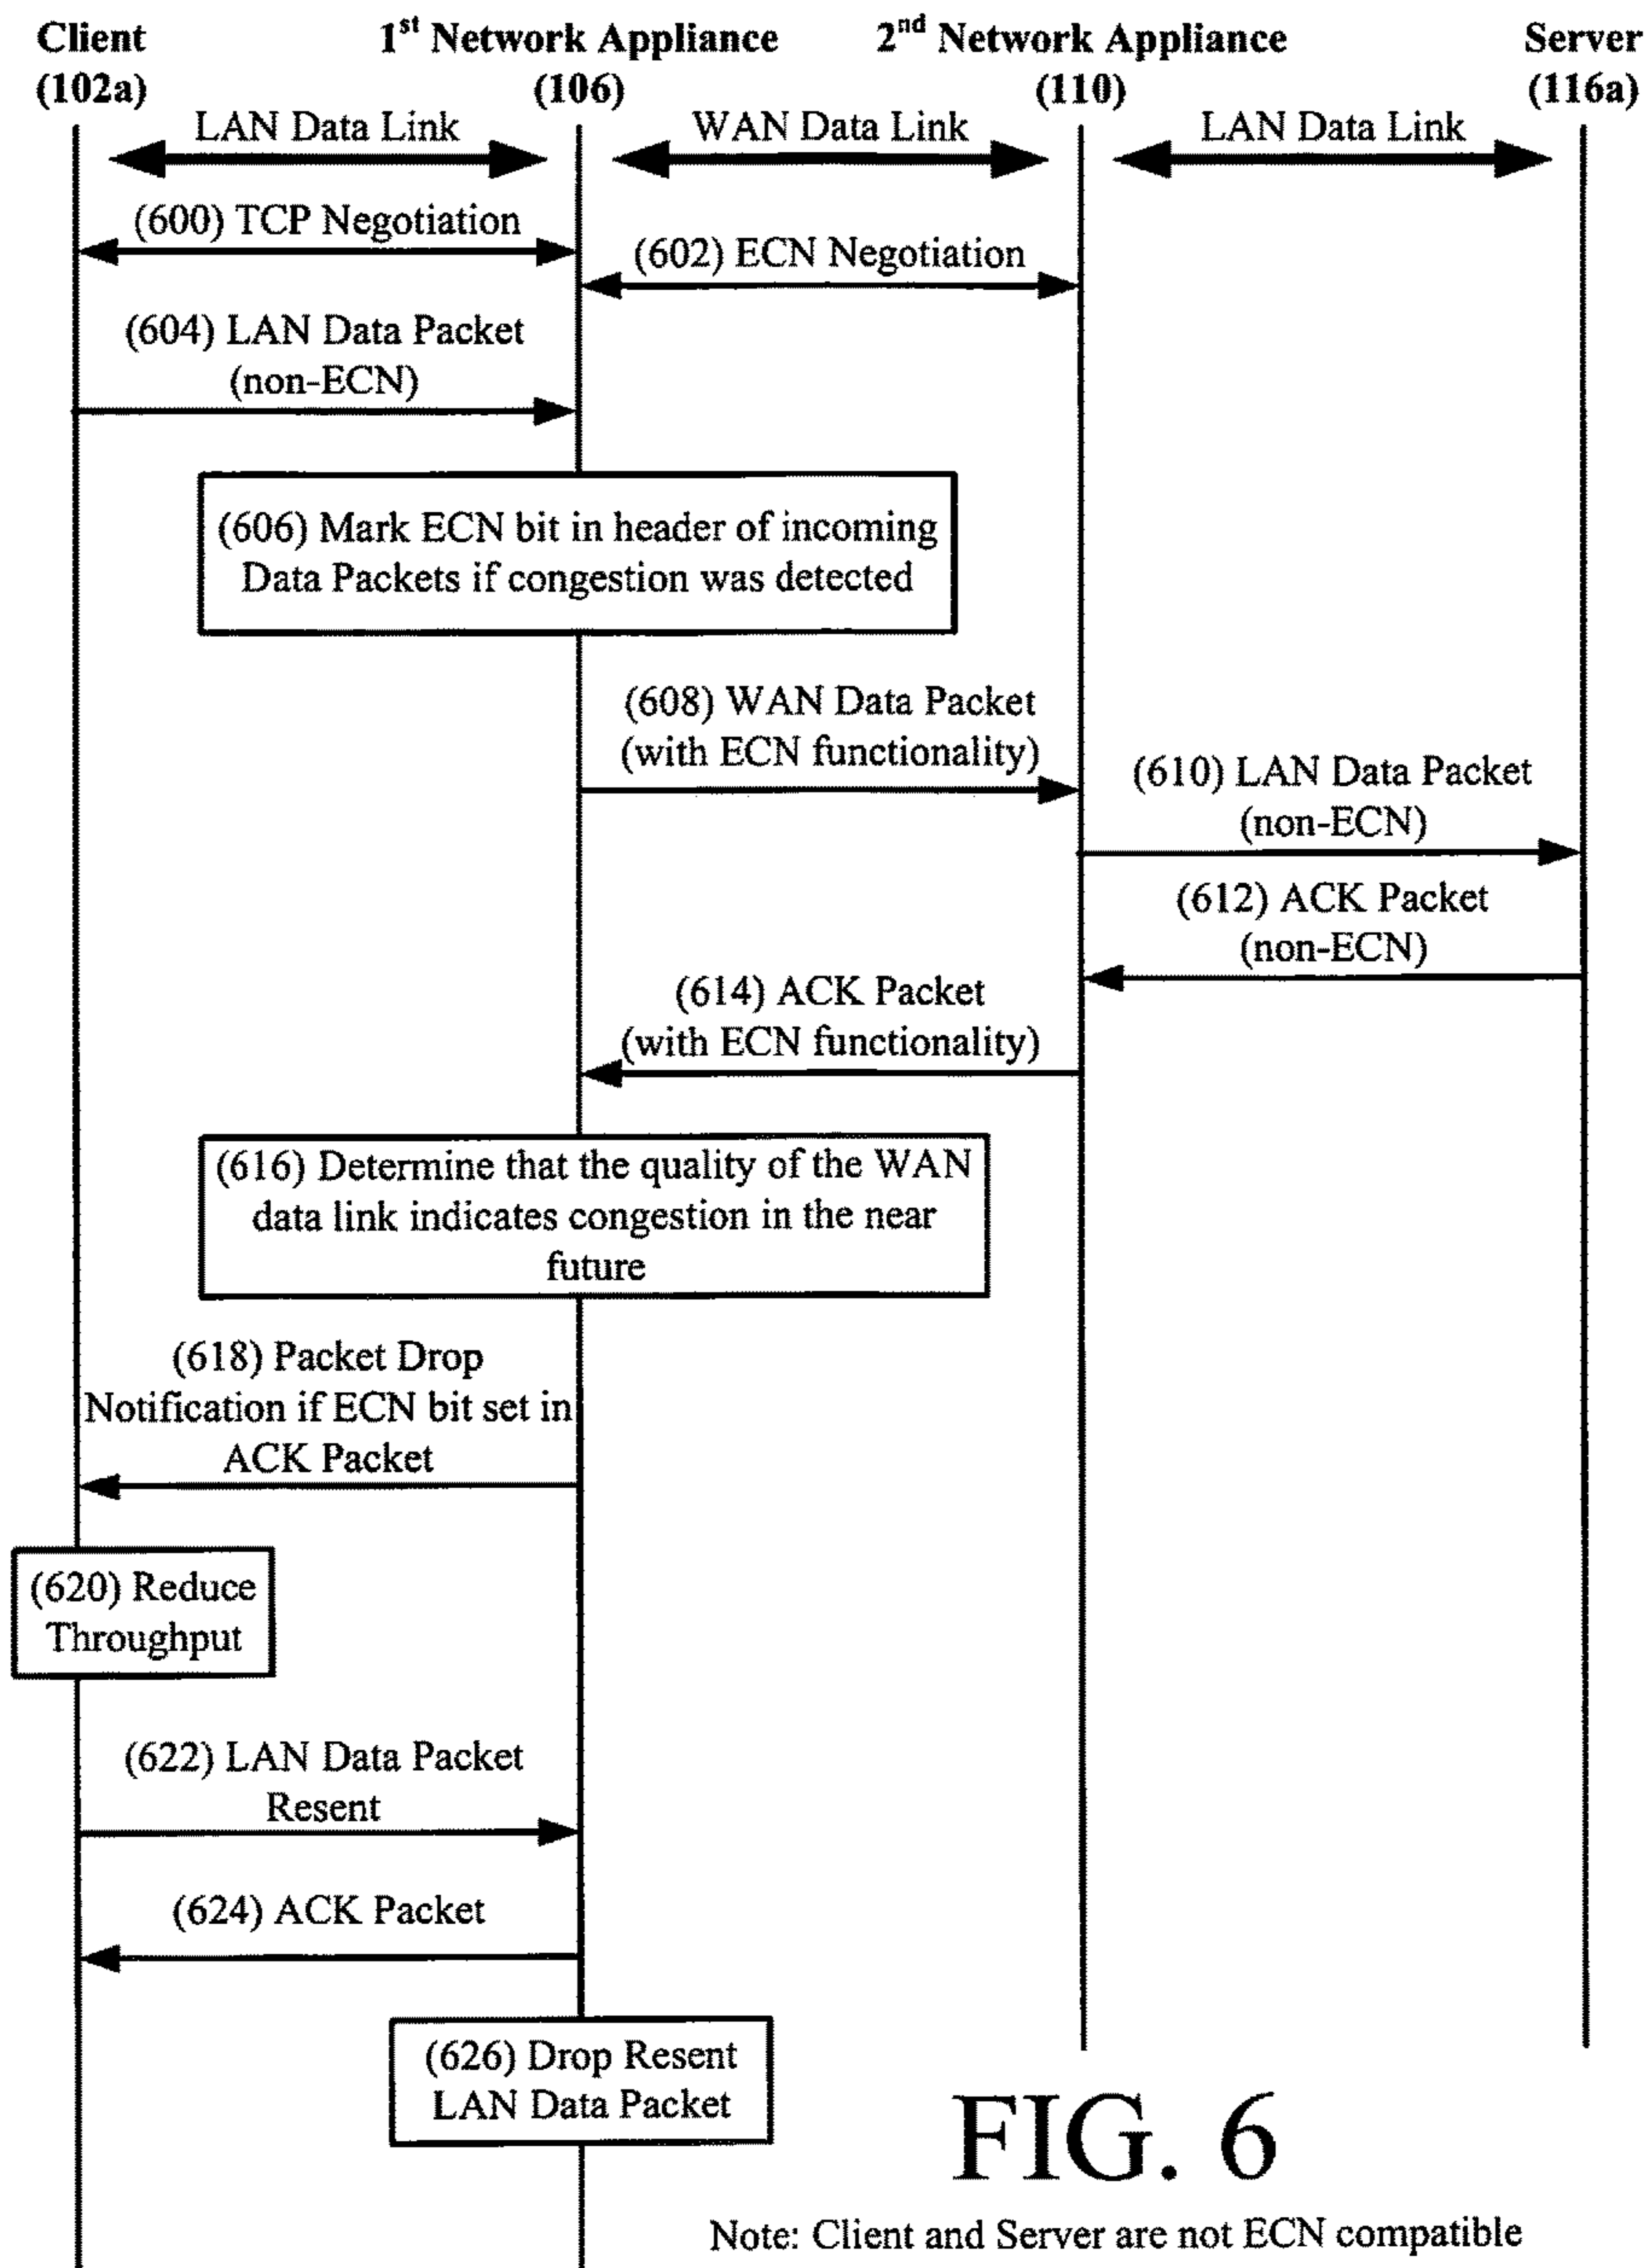 Client
(102a)
1st Network Appliance
(106)
2nd Network Appliance
(110)
Server
(116a)
LAN Data Link
WAN Data Link
LAN Data Link
(600) TCP Negotiation
(602) ECN Negotiation
(604) LAN Data Packet
(non-ECN)
(606) Mark ECN bit in header of incoming
Data Packets if congestion was detected
(608) WAN Data Packet
(with ECN functionality)
(610) LAN Data Packet
(non-ECN)
(612) ACK Packet
(non-ECN)
(614) ACK Packet
(with ECN functionality)
(616) Determine that the quality of the WAN
data link indicates congestion in the near
future
(618) Packet Drop
Notification if ECN bit set in
ACK Packet
(620) Reduce
Throughput
(622) LAN Data Packet
Resent
(624) ACK Packet
(626) Drop Resent
LAN Data Packet
FIG. 6
Note: Client and Server are not ECN compatible